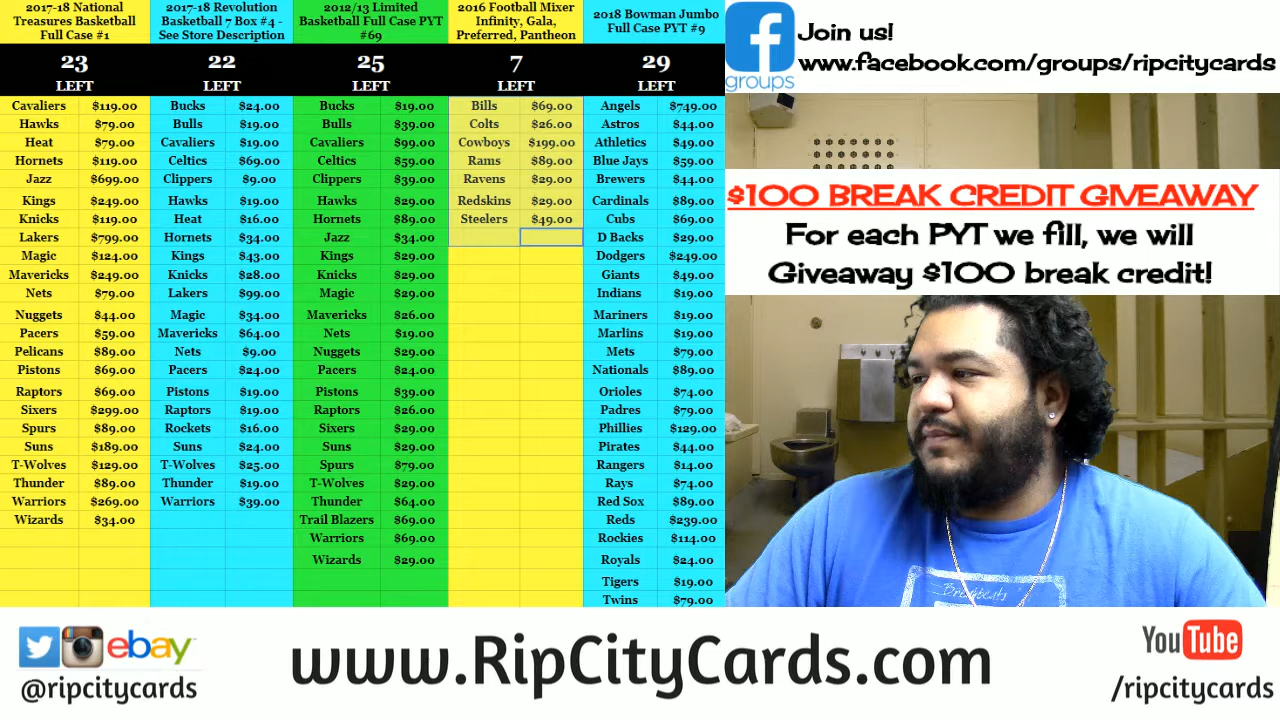 2017-18 National
Treasures Basketball
Full Case #1
23
LEFT
Cavaliers $119.00
Hawks $79.00
Heat $79.00
Hornets $119.00
Jazz $699.00
Kings $249.00
Knicks $119.00
Lakers $799.00
Magic $124.00
Mavericks $249.00
Nets $79.00
Nuggets $44.00
Pacers $59.00
Pelicans $89.00
Pistons $69.00
Raptors $69.00
Sixers $299.00
Spurs $89.00
Suns $189.00
T-Wolves $129.00
Thunder $89.00
Warriors $269.00
Wizards $34.00
2017-18 Revolution
Basketball 7 Box #4 -
See Store Description
22
LEFT
Bucks $24.00
Bulls $19.00
Cavaliers $19.00
Celtics $69.00
Clippers $9.00
Hawks $19.00
Heat $16.00
Hornets $34.00
Kings $43.00
Knicks $28.00
Lakers $99.00
Magic $34.00
Mavericks $64.00
Nets $9.00
Pacers $24.00
Pistons $19.00
Raptors $19.00
Rockets $16.00
Suns $24.00
T-Wolves $25.00
Thunder $19.00
Warriors $39.00
2012/13 Limited
Basketball Full Case PYT
#69
25
LEFT
Bucks $19.00
Bulls $39.00
Cavaliers $99.00
Celtics $59.00
Clippers $39.00
Hawks $29.00
Hornets $89.00
Jazz $34.00
Kings $29.00
Knicks $29.00
Magic $29.00
Mavericks $26.00
Nets $19.00
Nuggets $29.00
Pacers $24.00
Pistons $39.00
Raptors $26.00
Sixers $29.00
Suns $29.00
Spurs $79.00
T-Wolves $29.00
Thunder $64.00
Trail Blazers $69.00
Warriors $69.00
Wizards $29.00
2016 Football Mixer
Infinity, Gala,
Preferred, Pantheon
7
LEFT
Bills $69.00
Colts $26.00
Cowboys $199.00
Rams $89.00
Ravens $29.00
Redskins $29.00
Steelers $49.00
2018 Bowman Jumbo
Full Case PYT #9
29
LEFT
Angels $749.00
Astros $44.00
Athletics $49.00
Blue Jays $59.00
Brewers $44.00
Cardinals $89.00
Cubs $69.00
D Backs $29.00
Dodgers $249.00
Giants $49.00
Indians $19.00
Mariners $19.00
Marlins $19.00
Mets $79.00
Nationals $89.00
Orioles $74.00
Padres $79.00
Phillies $129.00
Pirates $44.00
Rangers $14.00
Rays $74.00
Red Sox $89.00
Reds $239.00
Rockies $114.00
Royals $24.00
Tigers $19.00
Twins $79.00
Join us!
www.facebook.com/groups/ripcitycards
groups
$100 BREAK CREDIT GIVEAWAY
For each PYT we fill, we will
Giveaway $100 break credit!
Breakbeats
ebay
@ripcitycards
www.RipCityCards.com
YouTube
/ripcitycards